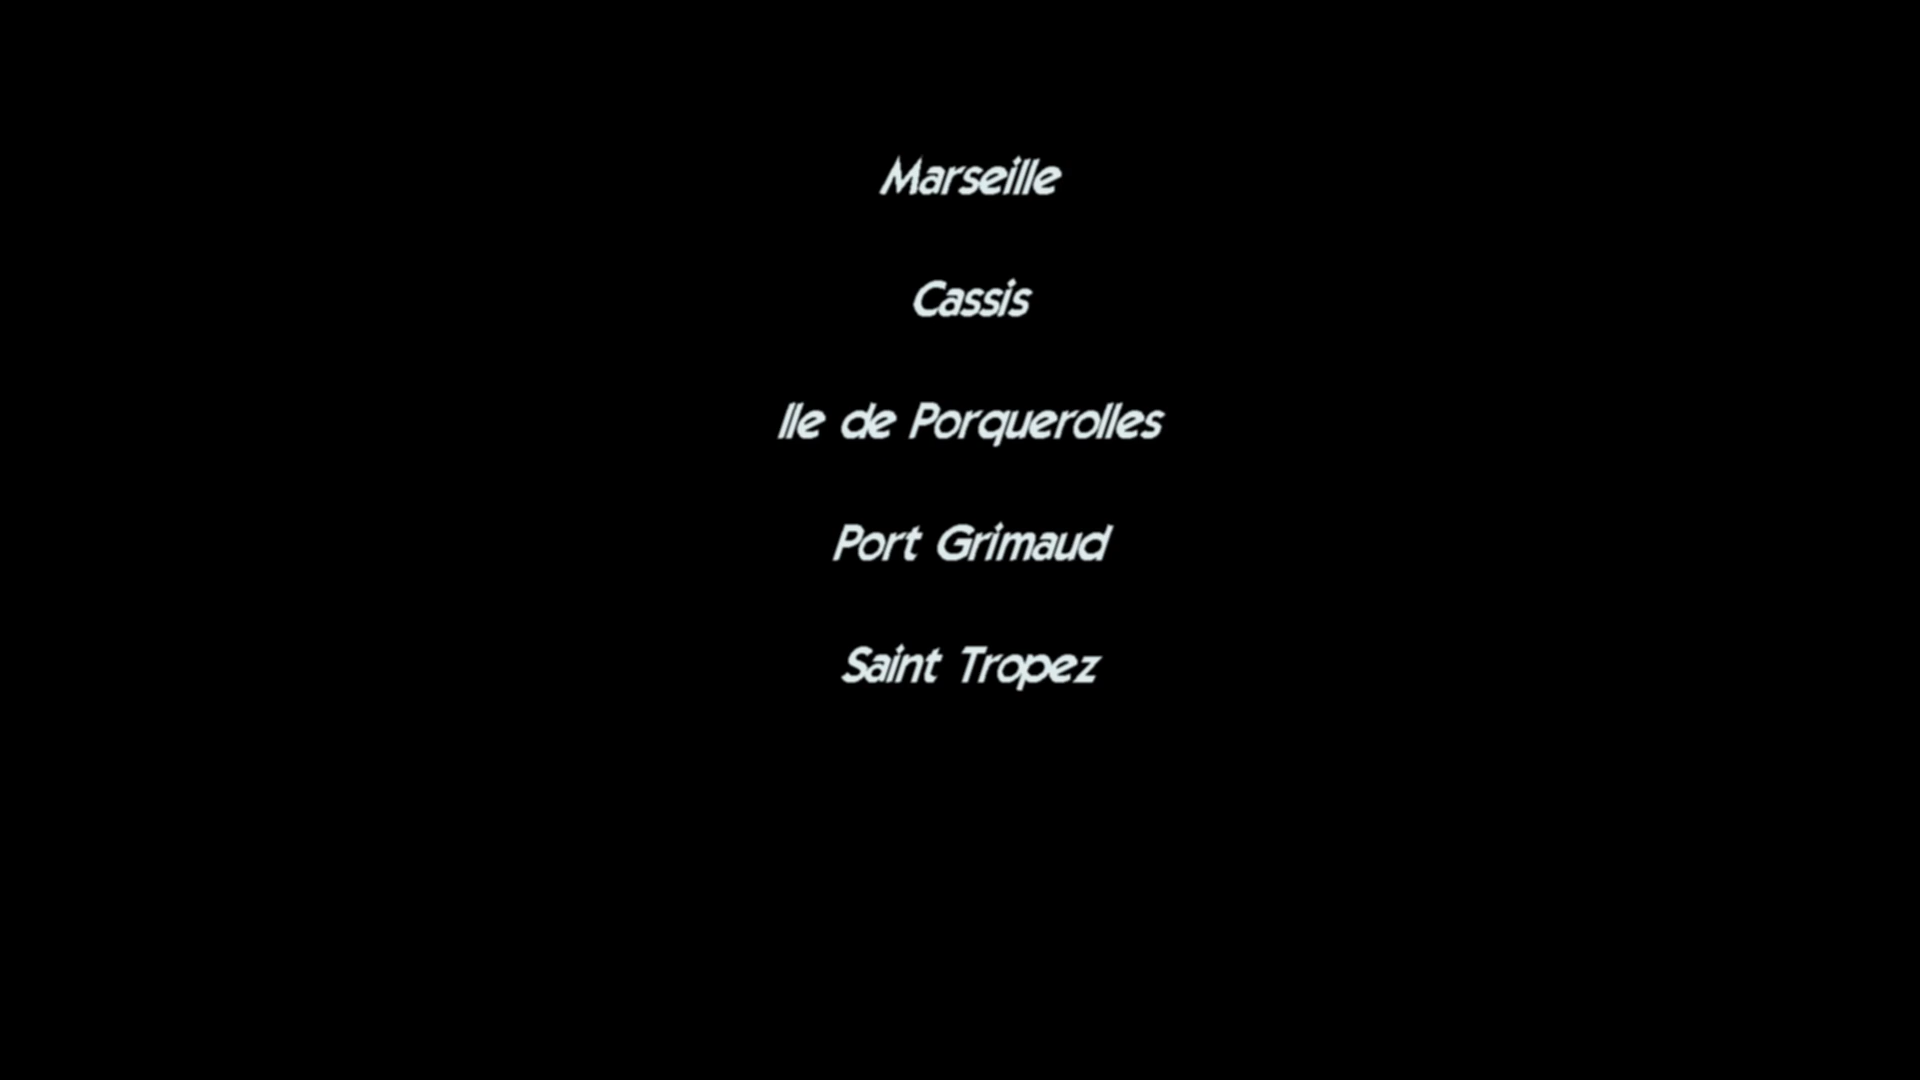 Marseille
Cassis
Ile de Porquerolles
Port Grimaud
Saint Tropez